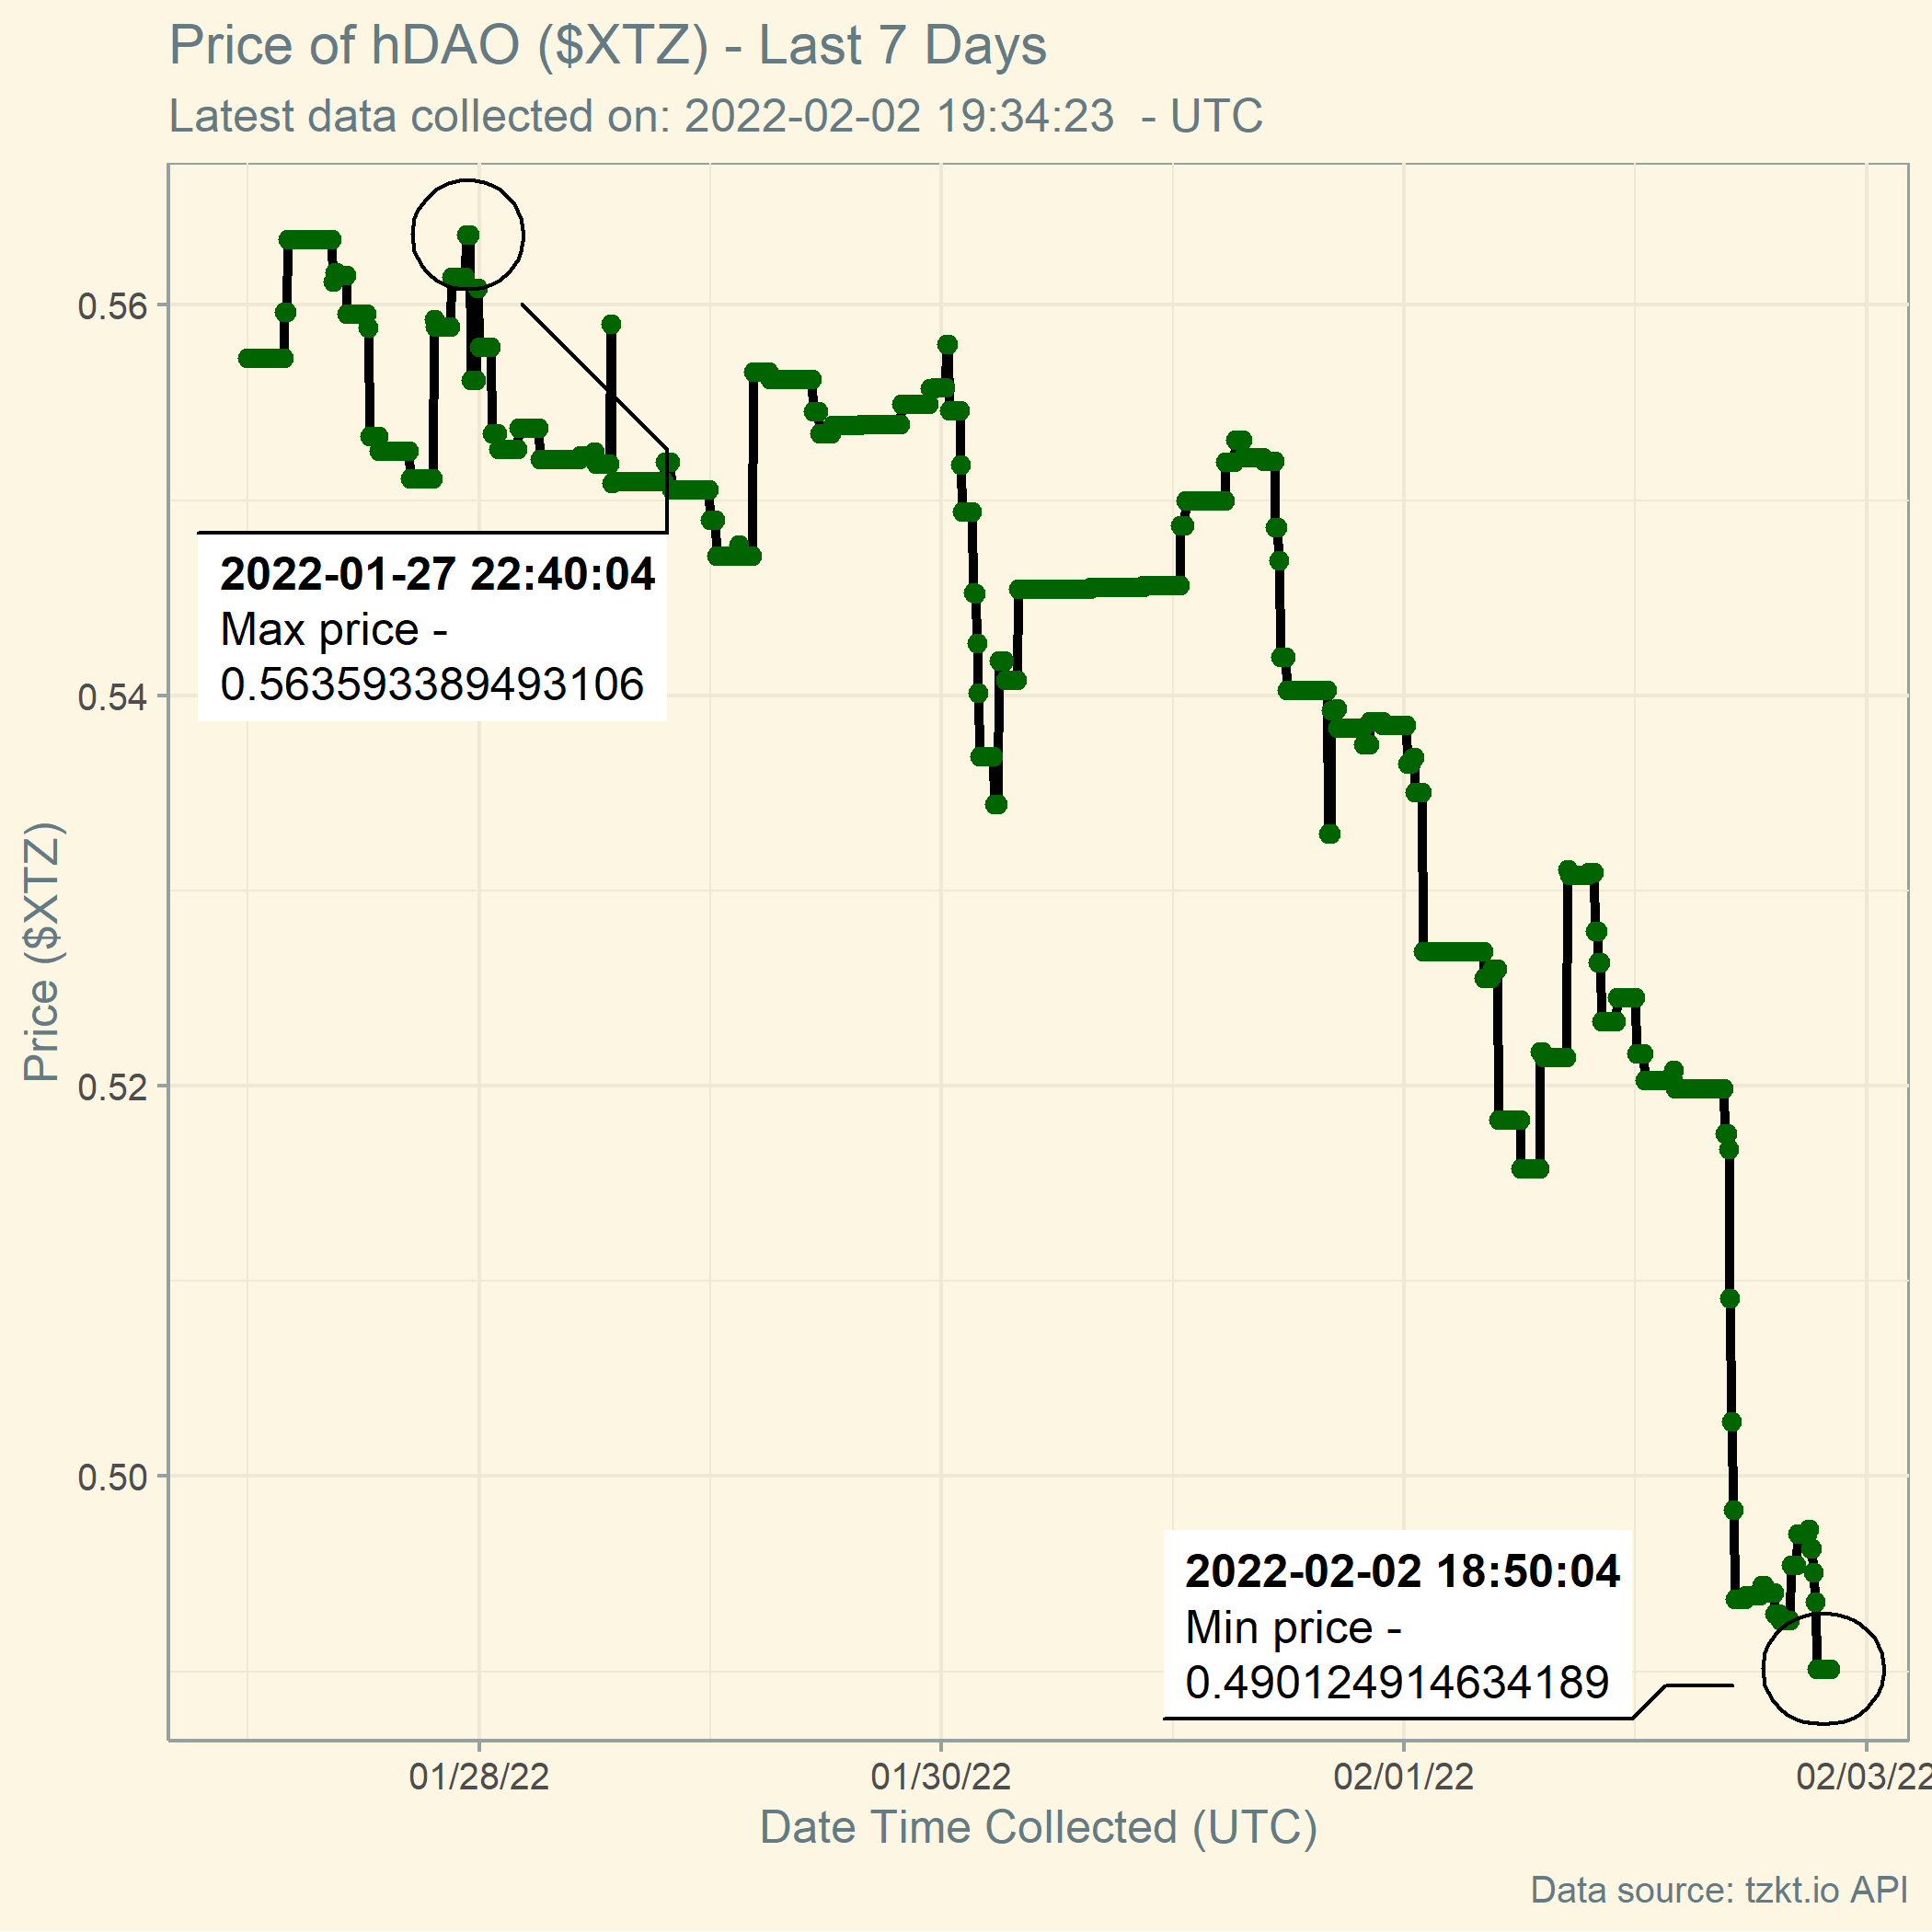 Price of hDAO ($XTZ) - Last 7 Days
Latest data collected on: 2022-02-02 19:34:23  - UTC
0.56
2022-01-27 22:40:04
Max price -
0.563593389493106
0.54
Price ($XTZ)
0.52
0.50
2022-02-02 18:50:04
Min price -
0.490124914634189
01/28/22
01/30/22
02/01/22
02/03/22
Date Time Collected (UTC)
Data source: tzkt.io API